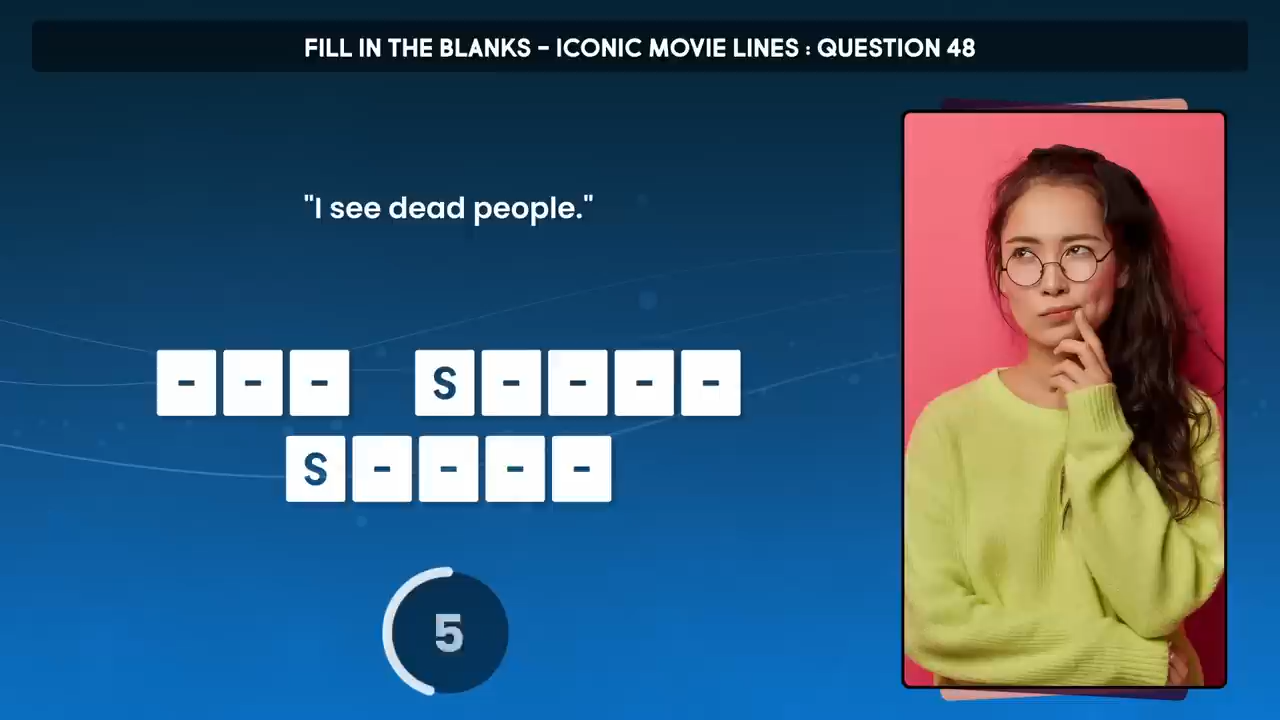 FILL IN THE BLANKS - ICONIC MOVIE LINES : QUESTION 48
"I see dead people."
- - - S - - - -
S - - - -
5